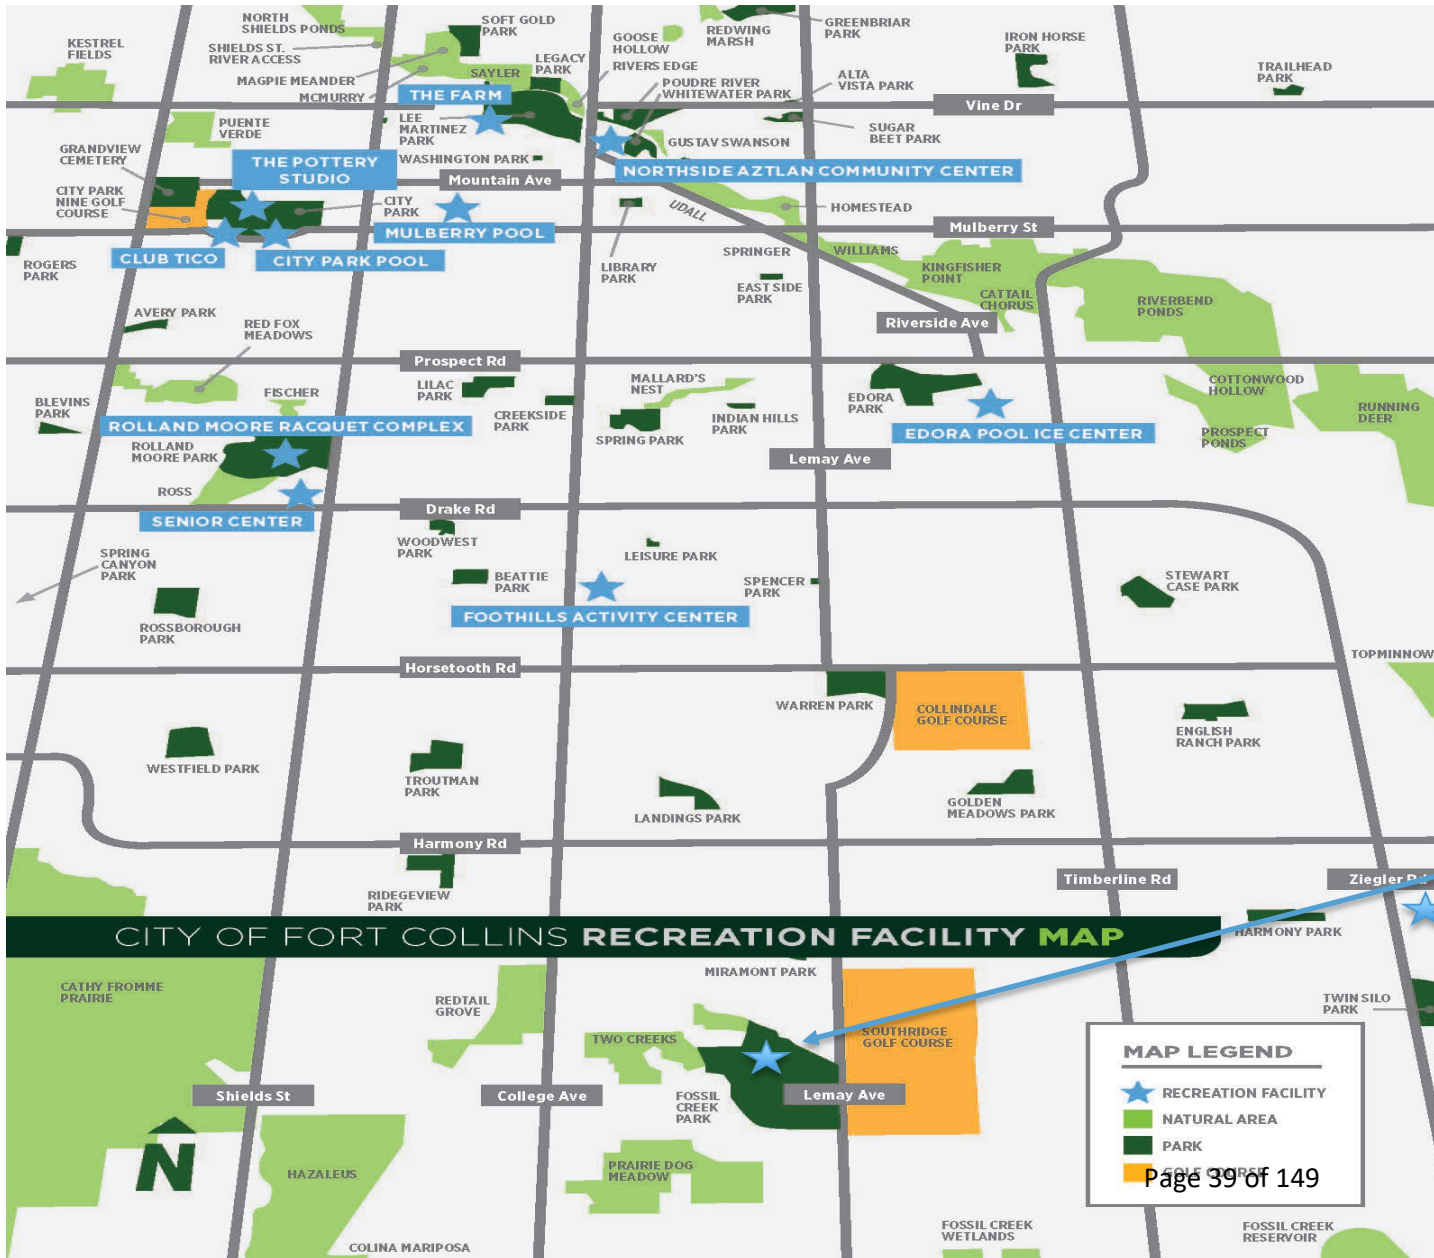 NORTH
SHIELDS PONDS
SOFT GOLD
PARK
GOOSE
HOLLOW
REDWING
MARSH
GREENBRIAR
PARK
KESTREL
FIELDS
SHIELDS ST.
RIVER ACCESS
LEGACY
PARK
RIVERS EDGE
IRON HORSE
PARK
TRAILHEAD
PARK
MAGPIE MEANDER
SAYLER
MCMURRY
THE FARM
POUDRE RIVER
WHITEWATER PARK
ALTA
VISTA PARK
Vine Dr
PUENTE
VERDE
LEE
MARTINEZ
PARK
GUSTAV SWANSON
SUGAR
BEET PARK
GRANDVIEW
CEMETERY
THE POTTERY
STUDIO
WASHINGTON PARK
NORTHSIDE AZTLAN COMMUNITY CENTER
Mountain Ave
CITY PARK
NINE GOLF
COURSE
CITY
PARK
UDALL
HOMESTEAD
MULBERRY POOL
Mulberry St
CLUB TICO
CITY PARK POOL
ROGERS
PARK
LIBRARY
PARK
SPRINGER
WILLIAMS
KINGFISHER
POINT
EAST SIDE
PARK
CATTAIL
CHORUS
RIVERBEND
PONDS
AVERY PARK
RED FOX
MEADOWS
Riverside Ave
Prospect Rd
FISCHER
LILAC
PARK
MALLARD'S
NEST
EDORA
PARK
COTTONWOOD
HOLLOW
BLEVINS
PARK
CREEKSIDE
PARK
SPRING PARK
INDIAN HILLS
PARK
RUNNING
DEER
ROLLAND MOORE RACQUET COMPLEX
EDORA POOL ICE CENTER
PROSPECT
PONDS
ROLLAND
MOORE PARK
Lemay Ave
ROSS
SENIOR CENTER
Drake Rd
WOODWEST
PARK
LEISURE PARK
SPRING
CANYON
PARK
BEATTIE
PARK
SPENCER
PARK
STEWART
CASE PARK
FOOTHILLS ACTIVITY CENTER
ROSSBOROUGH
PARK
Horsetooth Rd
TOPMINNOW
WARREN PARK
COLLINDALE
GOLF COURSE
ENGLISH
RANCH PARK
WESTFIELD PARK
TROUTMAN
PARK
LANDINGS PARK
GOLDEN
MEADOWS PARK
Harmony Rd
RIDEGEVIEW
PARK
Timberline Rd
Ziegler Rd
CITY OF FORT COLLINS RECREATION FACILITY MAP
HARMONY PARK
MIRAMONT PARK
CATHY FROMME
PRAIRIE
REDTAIL
GROVE
TWIN SILO
PARK
TWO CREEKS
SOUTHRIDGE
GOLF COURSE
Shields St
College Ave
FOSSIL
CREEK
PARK
Lemay Ave
MAP LEGEND
RECREATION FACILITY
NATURAL AREA
PARK
GOLF COURSE
Page 39 of 149
N
HAZALEUS
PRAIRIE DOG
MEADOW
COLINA MARIPOSA
FOSSIL CREEK
WETLANDS
FOSSIL CREEK
RESERVOIR